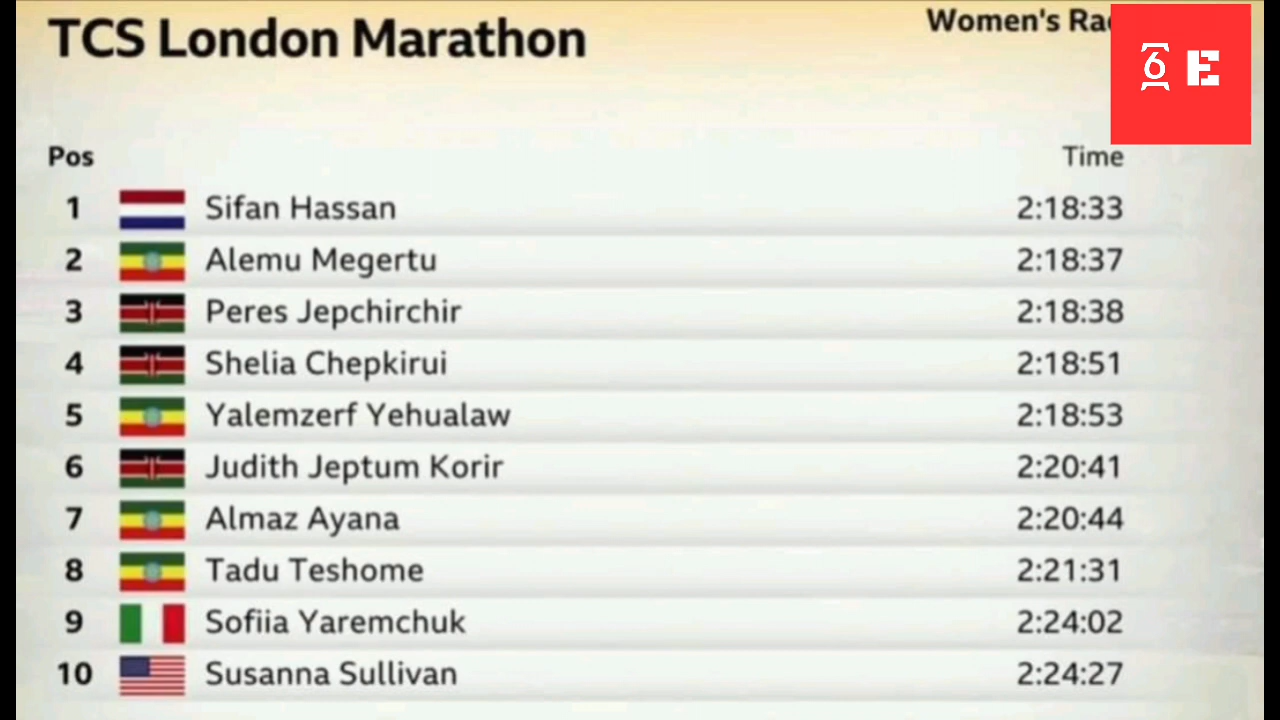 TCS London Marathon
Women's Ra
6 E
Pos Time
1 Sifan Hassan 2:18:33
2 Alemu Megertu 2:18:37
3 Peres Jepchirchir 2:18:38
4 Shelia Chepkirui 2:18:51
5 Yalemzerf Yehualaw 2:18:53
6 Judith Jeptum Korir 2:20:41
7 Almaz Ayana 2:20:44
8 Tadu Teshome 2:21:31
9 Sofiia Yaremchuk 2:24:02
10 Susanna Sullivan 2:24:27